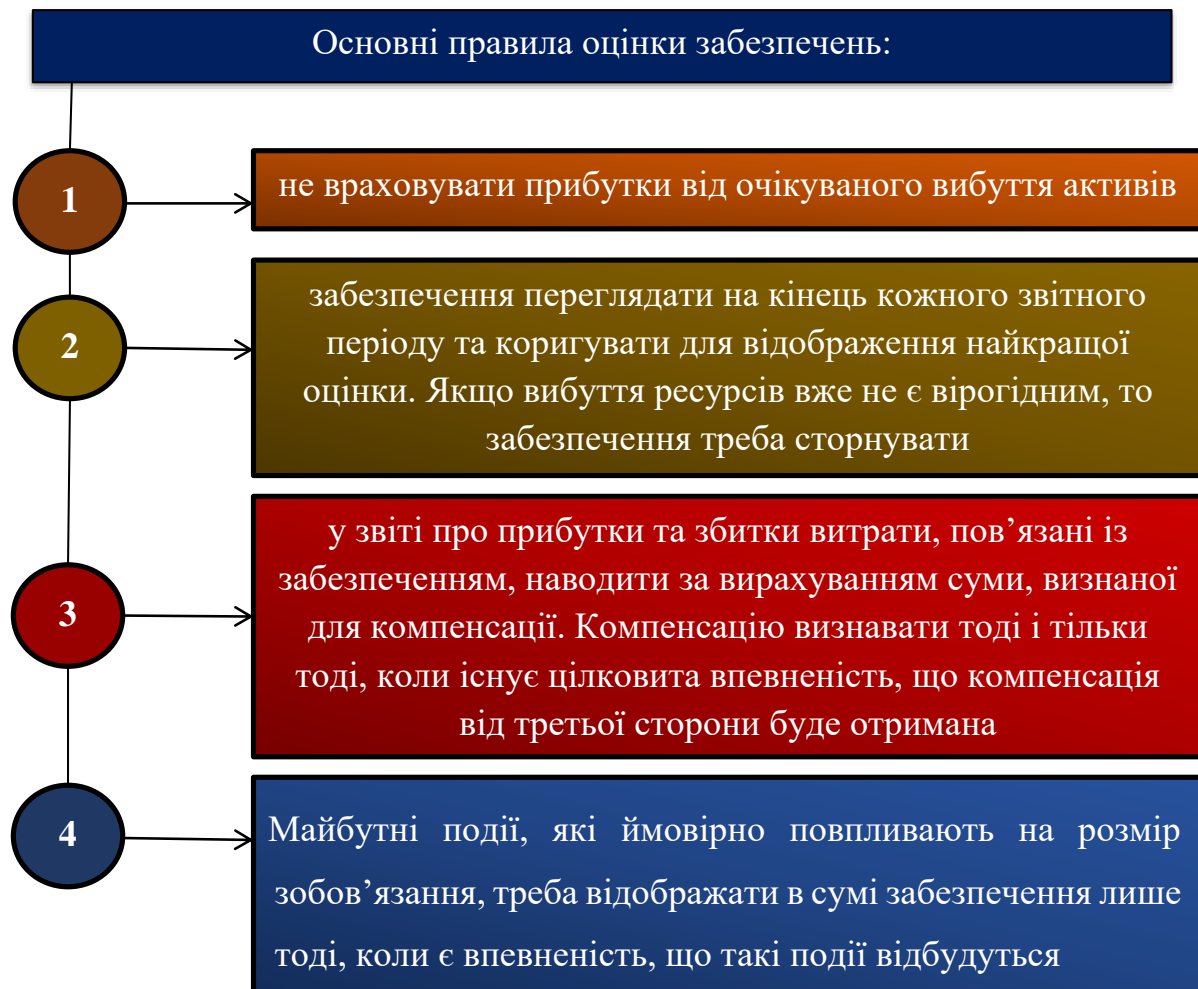 Основні правила оцінки забезпечень:
1
не враховувати прибутки від очікуваного вибуття активів
2
забезпечення переглядати на кінець кожного звітного
періоду та коригувати для відображення найкращої
оцінки. Якщо вибуття ресурсів вже не є вірогідним, то
забезпечення треба сторнувати
3
у звіті про прибутки та збитки витрати, пов’язані із
забезпеченням, наводити за вирахуванням суми, визнаної
для компенсації. Компенсацію визнавати тоді і тільки
тоді, коли існує цілковита впевненість, що компенсація
від третьої сторони буде отримана
4
Майбутні події, які ймовірно повпливають на розмір
зобов’язання, треба відображати в сумі забезпечення лише
тоді, коли є впевненість, що такі події відбудуться